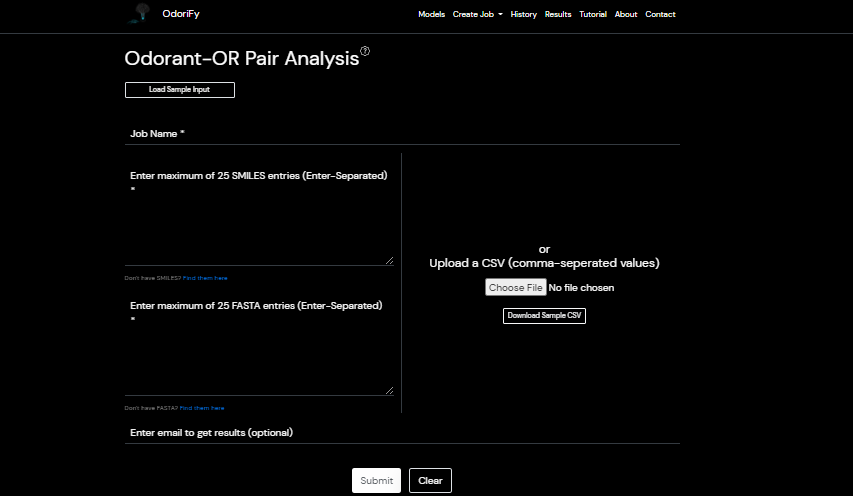 OdoriFy
Models Create Job History Results Tutorial About Contact
Odorant-OR Pair Analysis ?
Load Sample Input
Job Name *
Enter maximum of 25 SMILES entries (Enter-Separated)
*
Don't have SMILES? Find them here
Enter maximum of 25 FASTA entries (Enter-Separated)
*
Don't have FASTA? Find them here
or
Upload a CSV (comma-seperated values)
Choose File No file chosen
Download Sample CSV
Enter email to get results (optional)
Submit Clear